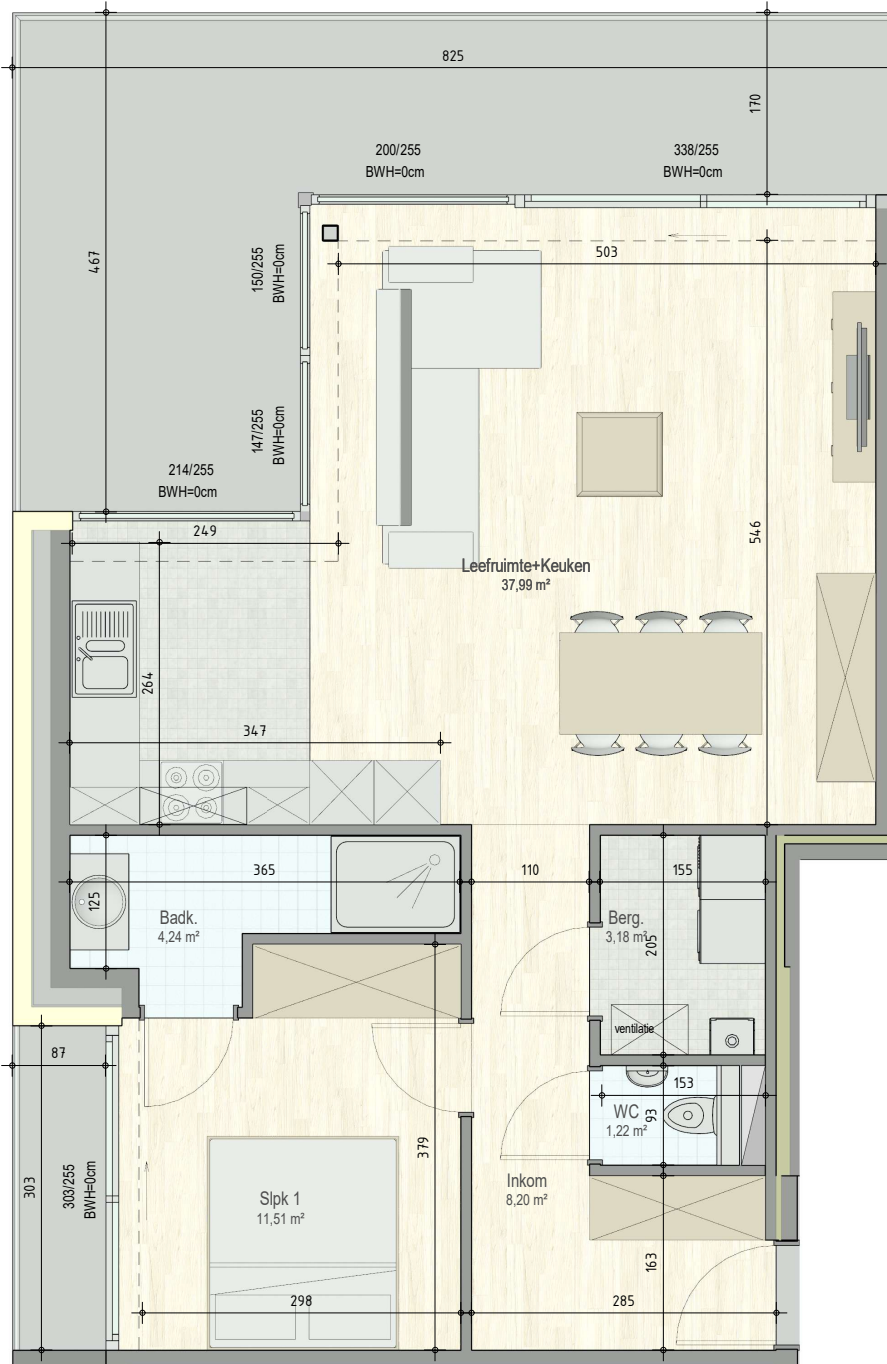 825
170
200/255
BWH=0cm
338/255
BWH=0cm
467
150/255
BWH=0cm
503
147/255
BWH=0cm
214/255
BWH=0cm
249
546
Leefruimte+Keuken
37,99 m²
264
347
365
110
155
125
Badk.
4,24 m²
Berg.
3,18 m²
205
ventilatie
87
153
WC
1,22 m²
93
379
303
303/255
BWH=0cm
Slpk 1
11,51 m²
Inkom
8,20 m²
163
298
285